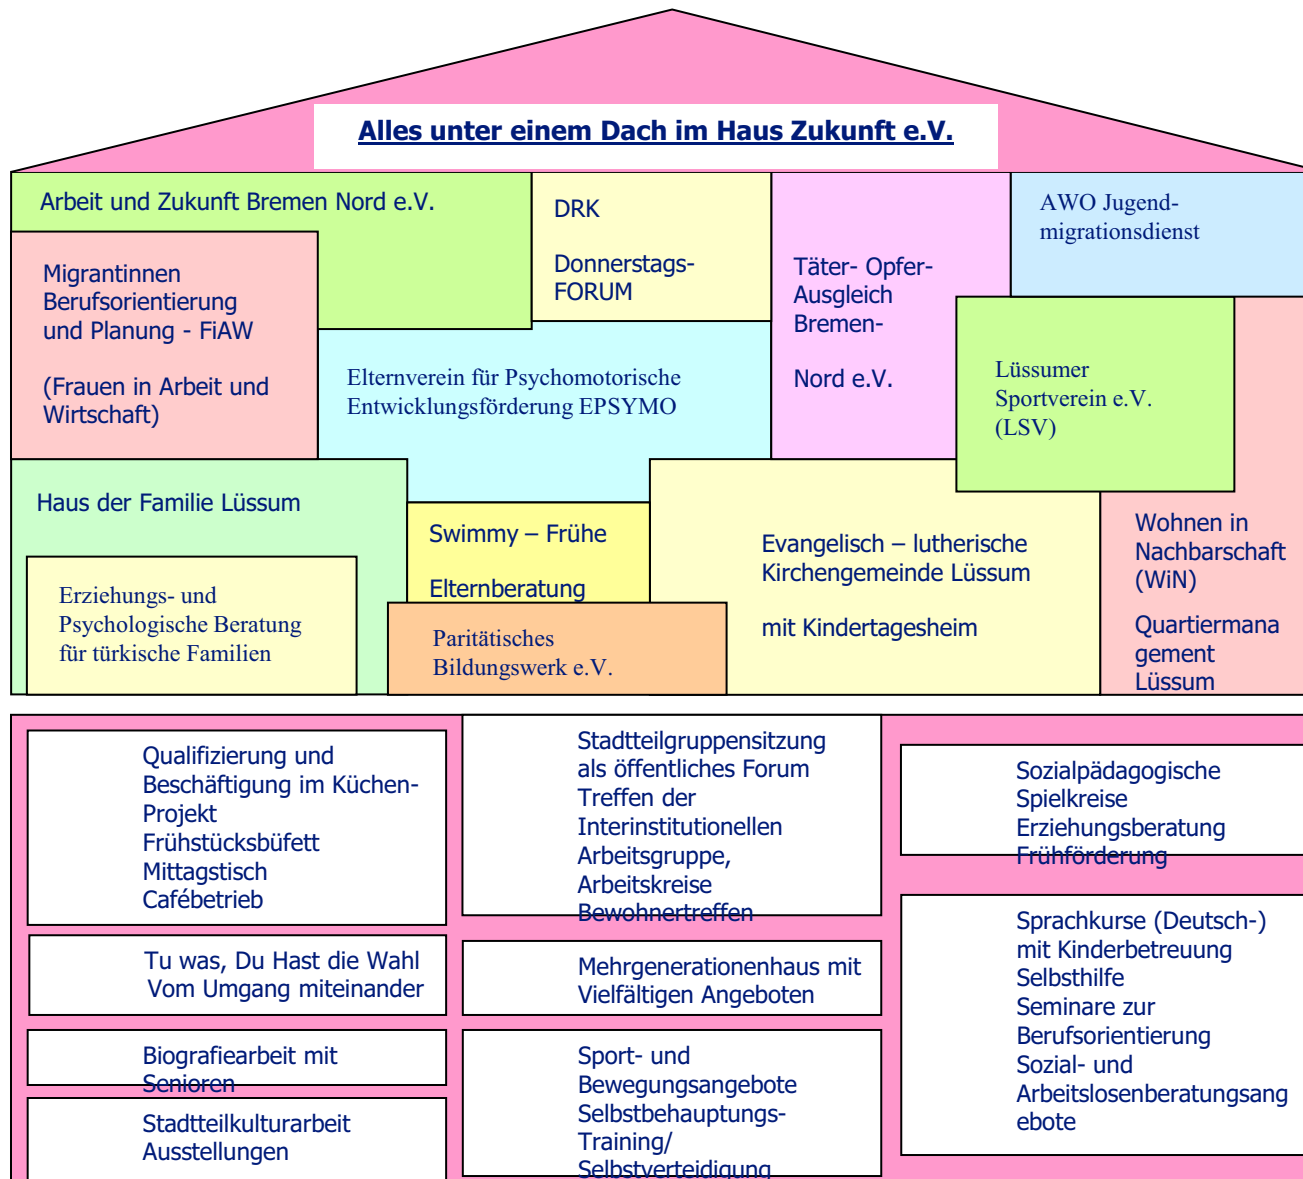 Alles unter einem Dach im Haus Zukunft e.V.
Arbeit und Zukunft Bremen Nord e.V.
Migrantinnen
Berufsorientierung
und Planung - FiAW
(Frauen in Arbeit und
Wirtschaft)
DRK
Donnerstags-
FORUM
Täter- Opfer-
Ausgleich
Bremen-
Nord e.V.
AWO Jugend-
migrationsdienst
Elternverein für Psychomotorische
Entwicklungsförderung EPSYMO
Lüssumer
Sportverein e.V.
(LSV)
Haus der Familie Lüssum
Erziehungs- und
Psychologische Beratung
für türkische Familien
Swimmy – Frühe
Elternberatung
Paritätisches
Bildungswerk e.V.
Evangelisch – lutherische
Kirchengemeinde Lüssum
mit Kindertagesheim
Wohnen in
Nachbarschaft
(WiN)
Quartiermana
gement
Lüssum
Qualifizierung und
Beschäftigung im Küchen-
Projekt
Frühstücksbüfett
Mittagstisch
Cafébetrieb
Tu was, Du Hast die Wahl
Vom Umgang miteinander
Biografiearbeit mit
Senioren
Stadtteilkulturarbeit
Ausstellungen
Stadtteilgruppensitzung
als öffentliches Forum
Treffen der
Interinstitutionellen
Arbeitsgruppe,
Arbeitskreise
Bewohnertreffen
Mehrgenerationenhaus mit
Vielfältigen Angeboten
Sport- und
Bewegungsangebote
Selbstbehauptungs-
Training/
Selbstverteidigung
Sozialpädagogische
Spielkreise
Erziehungsberatung
Frühförderung
Sprachkurse (Deutsch-)
mit Kinderbetreuung
Selbsthilfe
Seminare zur
Berufsorientierung
Sozial- und
Arbeitslosenberatungsang
ebote